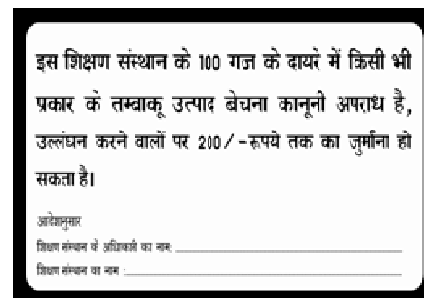 इस शिक्षण संस्थान के 100 गज के दायरे में किसी भी
प्रकार के तम्बाकू उत्पाद बेचना कानूनी अपराध है,
उल्लंघन करने वालों पर 200/-रूपये तक का जुर्माना हो
सकता है।
आदेशानुसार
शिक्षण संस्थान के अधिकारी का नाम:
शिक्षण संस्थान का नाम :